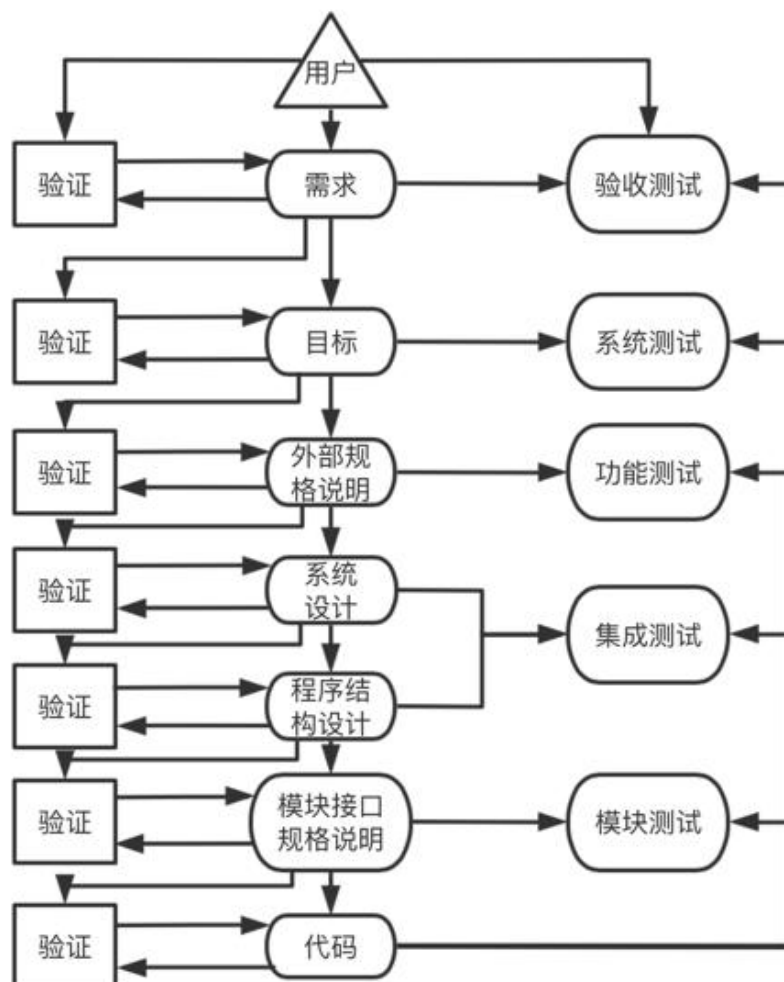 用户
验证
需求
验收测试
验证
目标
系统测试
验证
外部规
格说明
功能测试
验证
系统
设计
集成测试
验证
程序结
构设计
验证
模块接口
规格说明
模块测试
验证
代码